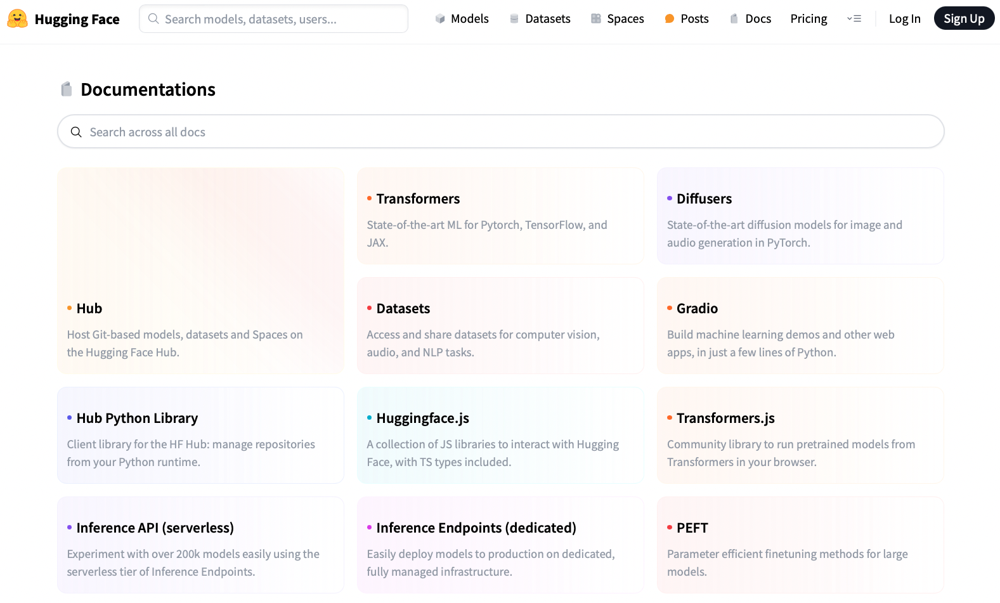 Hugging Face
Search models, datasets, users...
Models
Datasets
Spaces
Posts
Docs
Pricing
Log In
Sign Up
Documentations
Search across all docs
Hub
Host Git-based models, datasets and Spaces on
the Hugging Face Hub.
Transformers
State-of-the-art ML for Pytorch, TensorFlow, and
JAX.
Diffusers
State-of-the-art diffusion models for image and
audio generation in PyTorch.
Datasets
Access and share datasets for computer vision,
audio, and NLP tasks.
Gradio
Build machine learning demos and other web
apps, in just a few lines of Python.
Hub Python Library
Client library for the HF Hub: manage repositories
from your Python runtime.
Huggingface.js
A collection of JS libraries to interact with Hugging
Face, with TS types included.
Transformers.js
Community library to run pretrained models from
Transformers in your browser.
Inference API (serverless)
Experiment with over 200k models easily using the
serverless tier of Inference Endpoints.
Inference Endpoints (dedicated)
Easily deploy models to production on dedicated,
fully managed infrastructure.
PEFT
Parameter efficient finetuning methods for large
models.